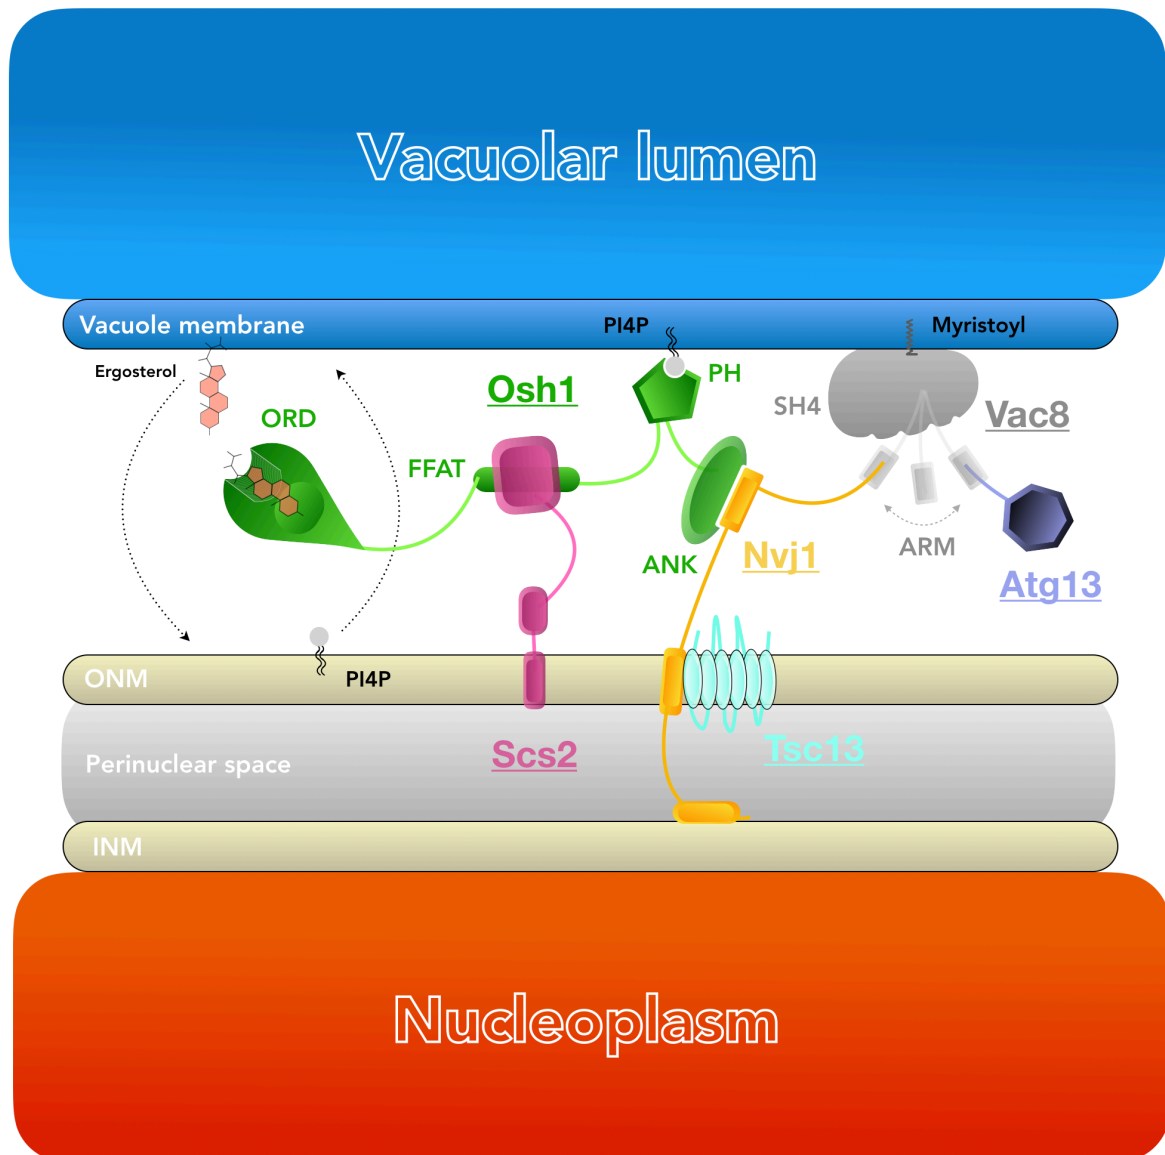 Vacuolar lumen
Vacuole membrane
PI4P
Myristoyl
Ergosterol
Osh1
PH
SH4
Vac8
ORD
FFAT
ANK
Nvj1
ARM
Atg13
ONM
PI4P
Scs2
Tsc13
Perinuclear space
INM
Nucleoplasm